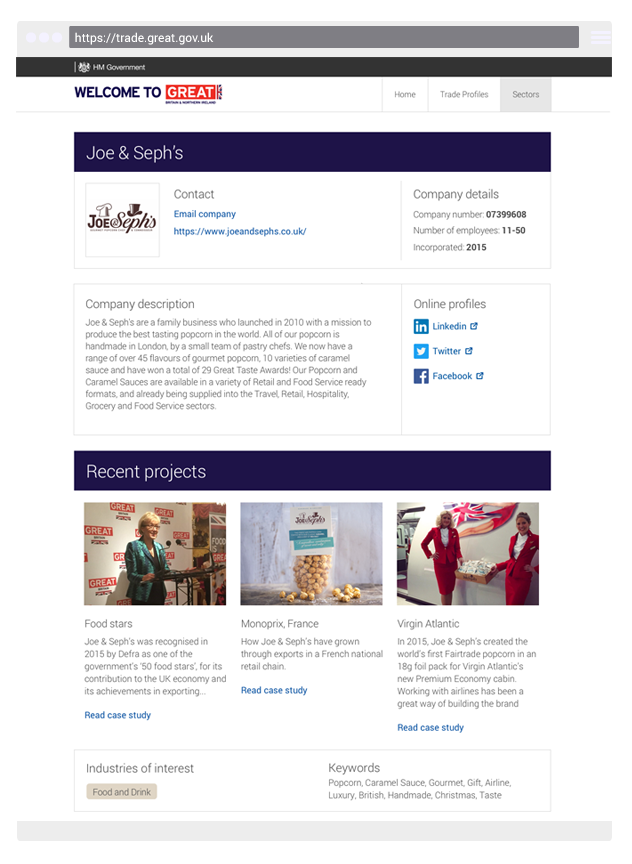 https://trade.great.gov.uk
HM Government
WELCOME TO GREAT
BRITAIN & NORTHERN IRELAND
Home
Trade Profiles
Sectors
Joe & Seph's
JOE & Seph's
Contact
Email company
https://www.joeandsephs.co.uk/
Company details
Company number: 07399608
Number of employees: 11-50
Incorporated: 2015
Company description
Joe & Seph's are a family business who launched in 2010 with a mission to
produce the best tasting popcorn in the world. All of our popcorn is
handmade in London, by a small team of pastry chefs. We now have a
range of over 45 flavours of gourmet popcorn, 10 varieties of caramel
sauce and have won a total of 29 Great Taste Awards! Our Popcorn and
Caramel Sauces are available in a variety of Retail and Food Service ready
formats, and already being supplied into the Travel, Retail, Hospitality,
Grocery and Food Service sectors.
Online profiles
Linkedin
Twitter
Facebook
Recent projects
GREAT
GREAT
GREAT
GREAT
FOOD
IS
GREAT
JOE & Seph's
Food stars
Joe & Seph's was recognised in
2015 by Defra as one of the
government's '50 food stars', for its
contribution to the UK economy and
its achievements in exporting...
Read case study
Monoprix, France
How Joe & Seph's have grown
through exports in a French national
retail chain.
Read case study
Virgin Atlantic
In 2015, Joe & Seph's created the
world's first Fairtrade popcorn in an
18g foil pack for Virgin Atlantic's
new Premium Economy cabin.
Working with airlines has been a
great way of building the brand
Read case study
Industries of interest
Food and Drink
Keywords
Popcorn, Caramel Sauce, Gourmet, Gift, Airline,
Luxury, British, Handmade, Christmas, Taste